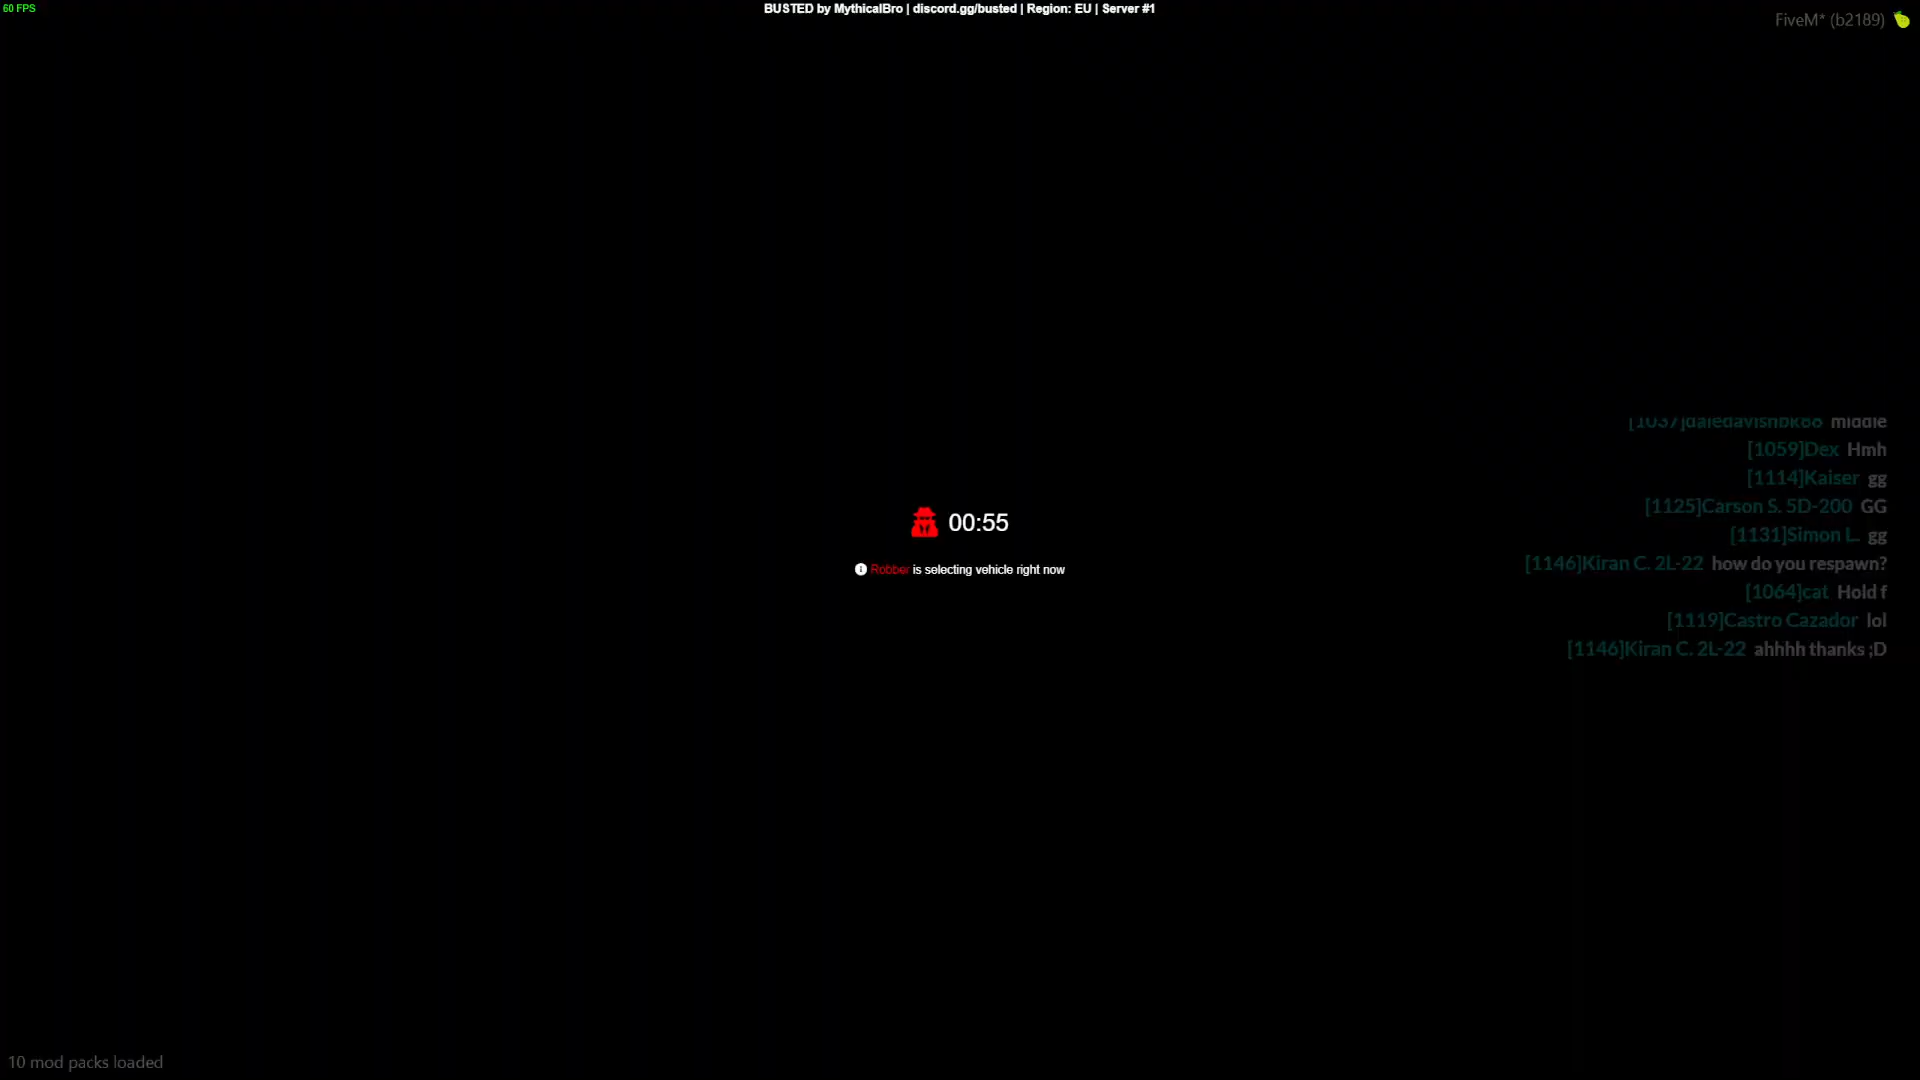 60 FPS
BUSTED by MythicalBro | discord.gg/busted | Region: EU | Server #1
FiveM* (b2189)
[1037]daledavisnbk88 middle
[1059]Dex Hmh
[1114]Kaiser gg
[1125]Carson S. 5D-200 GG
[1131]Simon L. gg
[1146]Kiran C. 2L-22 how do you respawn?
[1064]cat Hold f
[1119]Castro Cazador lol
[1146]Kiran C. 2L-22 ahhhh thanks ;D
00:55
Robber is selecting vehicle right now
10 mod packs loaded